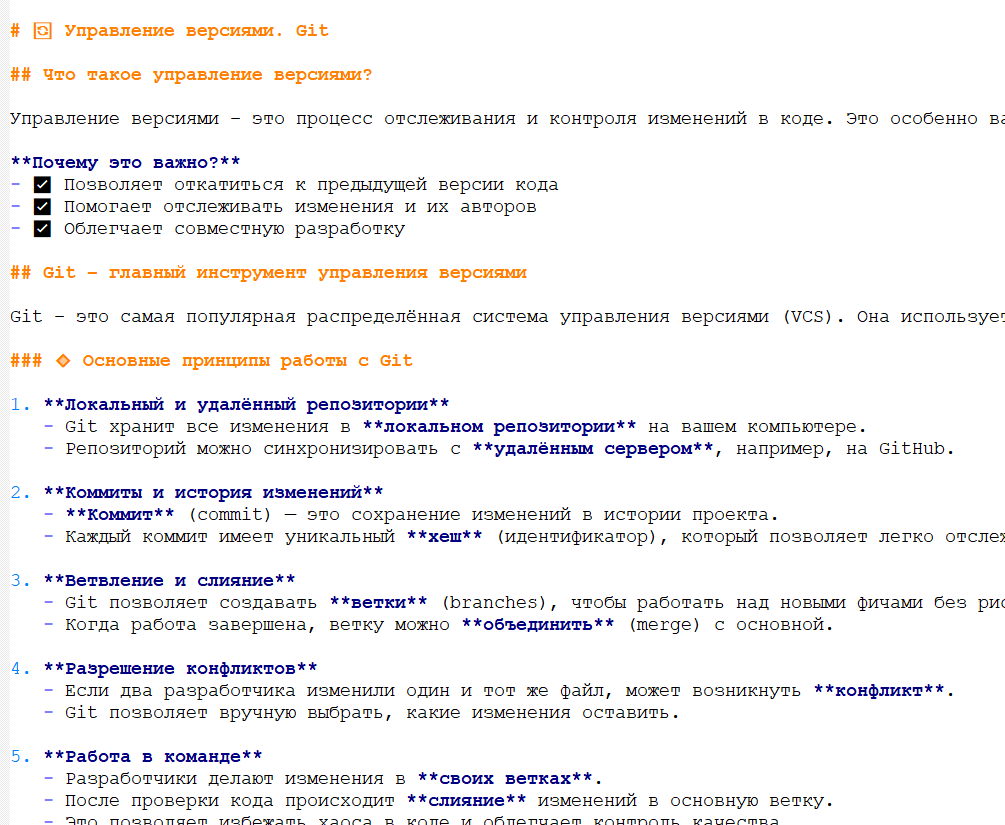 # 🔄 Управление версиями. Git
## Что такое управление версиями?
Управление версиями – это процесс отслеживания и контроля изменений в коде. Это особенно
**Почему это важно?**
- ✅ Позволяет откатиться к предыдущей версии кода
- ✅ Помогает отслеживать изменения и их авторов
- ✅ Облегчает совместную разработку
## Git – главный инструмент управления версиями
Git – это самая популярная распределённая система управления версиями (VCS). Она использует
### 🔸 Основные принципы работы с Git
1. **Локальный и удалённый репозитории**
- Git хранит все изменения в **локальном репозитории** на вашем компьютере.
- Репозиторий можно синхронизировать с **удалённым сервером**, например, на GitHub.
2. **Коммиты и история изменений**
- **Коммит** (commit) — это сохранение изменений в истории проекта.
- Каждый коммит имеет уникальный **хеш** (идентификатор), который позволяет легко
3. **Ветвление и слияние**
- Git позволяет создавать **ветки** (branches), чтобы работать над новыми фичами без
- Когда работа завершена, ветку можно **объединить** (merge) с основной.
4. **Разрешение конфликтов**
- Если два разработчика изменили один и тот же файл, может возникнуть **конфликт**.
- Git позволяет вручную выбрать, какие изменения оставить.
5. **Работа в команде**
- Разработчики делают изменения в **своих ветках**.
- После проверки кода происходит **слияние** изменений в основную ветку.
- Это позволяет избежать хаоса в коде и облегчает контроль качества